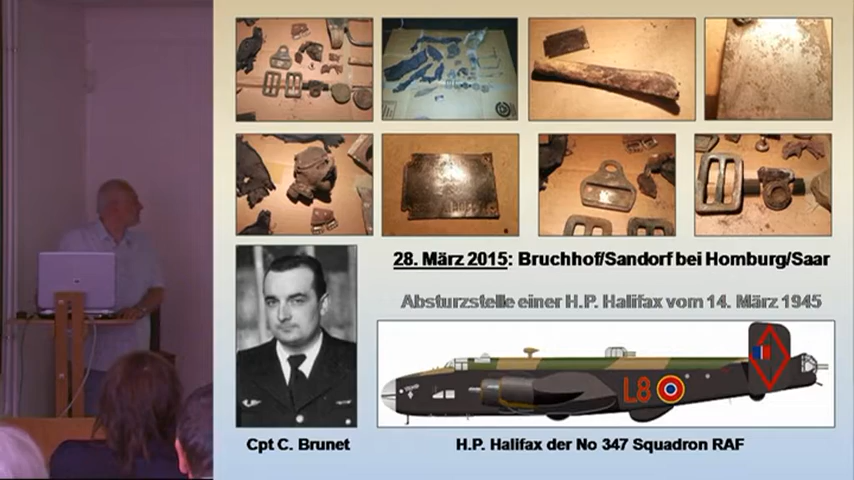 28. März 2015: Bruchhof/Sandorf bei Homburg/Saar
Absturzstelle einer H.P. Halifax vom 14. März 1945
L8
Cpt C. Brunet
H.P. Halifax der No 347 Squadron RAF